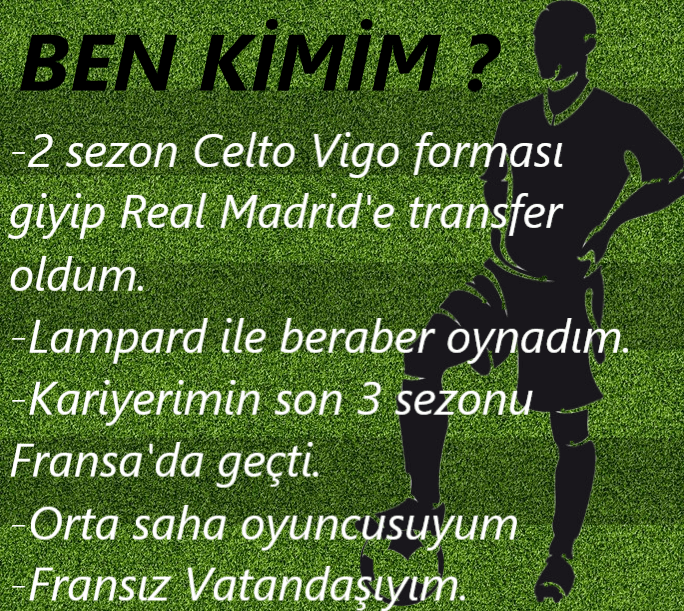 BEN KİMİM ?
-2 sezon Celto Vigo forması
giyip Real Madrid'e transfer
oldum.
-Lampard ile beraber oynadım.
-Kariyerimin son 3 sezonu
Fransa'da geçti.
-Orta saha oyuncusuyum
-Fransız Vatandaşıyım.